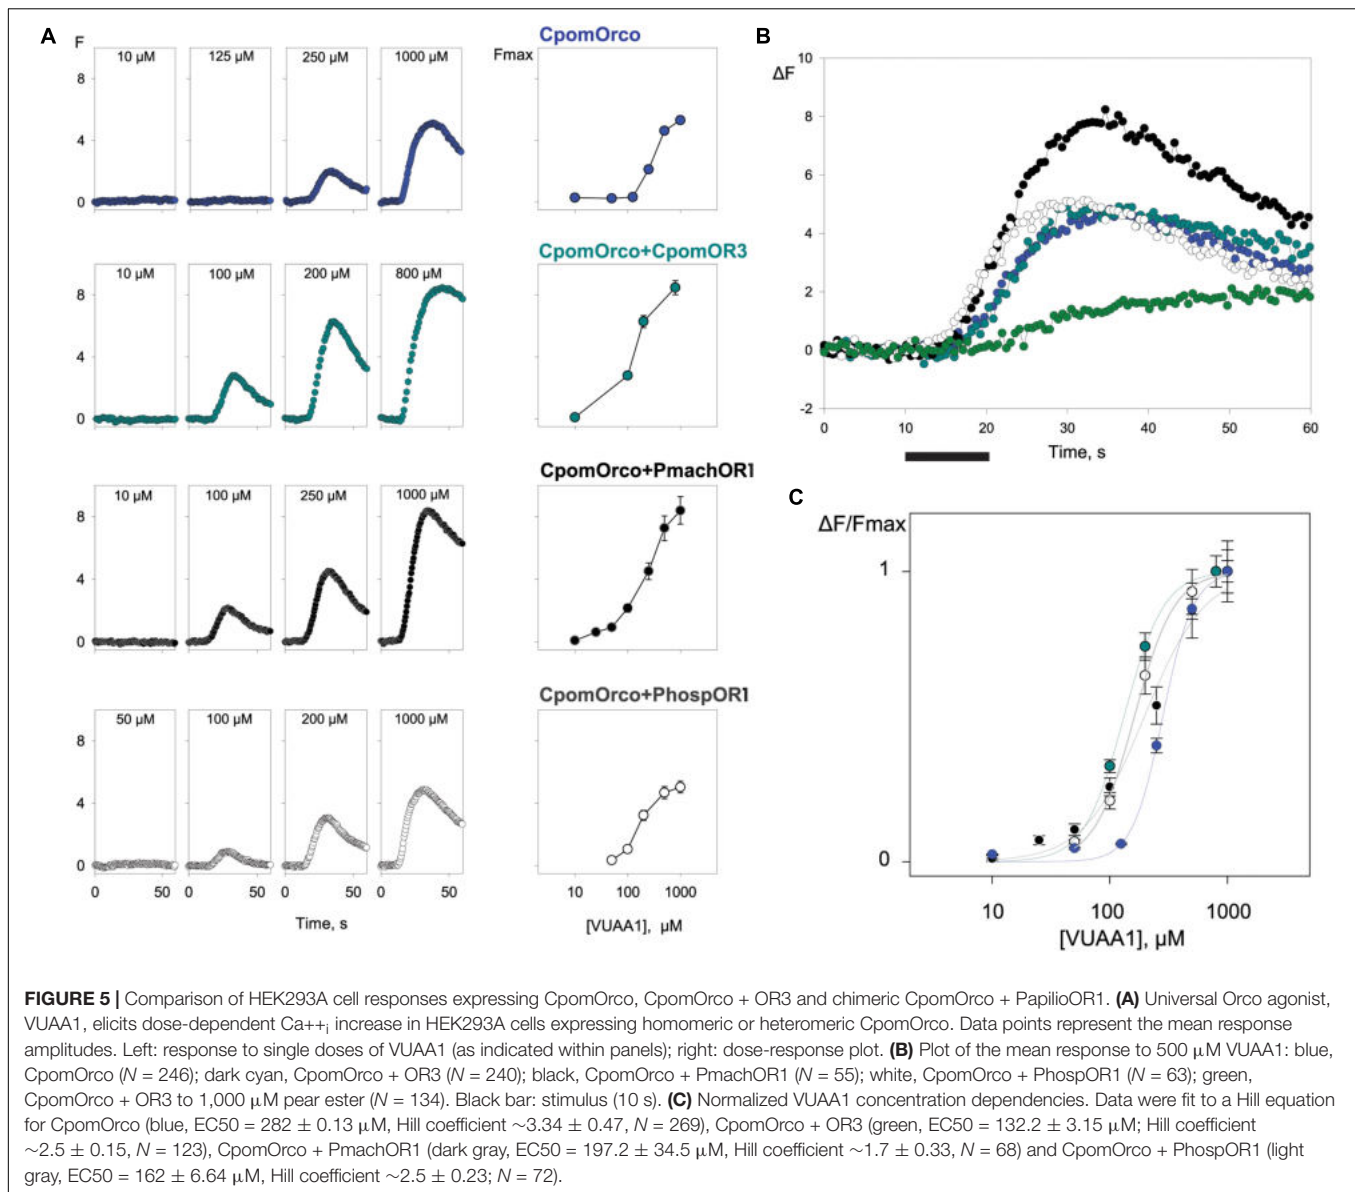 A
F
CpomOrco
Fmax
10 µM
125 µM
250 µM
1000 µM
8
4
0
CpomOrco+CpomOR3
10 µM
100 µM
200 µM
800 µM
8
4
0
CpomOrco+PmachOR1
10 µM
100 µM
250 µM
1000 µM
8
4
0
CpomOrco+PhospOR1
50 µM
100 µM
200 µM
1000 µM
8
4
0
0 50 0 50 0 50 0 50
Time, s
10 100 1000
[VUAA1], µM
B
ΔF
10
8
6
4
2
0
-2
0 10 20 30 40 50 60
Time, s
C
ΔF/Fmax
1
0
10 100 1000
[VUAA1], µM
FIGURE 5 | Comparison of HEK293A cell responses expressing CpomOrco, CpomOrco + OR3 and chimeric CpomOrco + PapilioOR1. (A) Universal Orco agonist,
VUAA1, elicits dose-dependent Ca++i increase in HEK293A cells expressing homomeric or heteromeric CpomOrco. Data points represent the mean response
amplitudes. Left: response to single doses of VUAA1 (as indicated within panels); right: dose-response plot. (B) Plot of the mean response to 500 µM VUAA1: blue,
CpomOrco (N = 246); dark cyan, CpomOrco + OR3 (N = 240); black, CpomOrco + PmachOR1 (N = 55); white, CpomOrco + PhospOR1 (N = 63); green,
CpomOrco + OR3 to 1,000 µM pear ester (N = 134). Black bar: stimulus (10 s). (C) Normalized VUAA1 concentration dependencies. Data were fit to a Hill equation
for CpomOrco (blue, EC50 = 282 ± 0.13 µM, Hill coefficient ~3.34 ± 0.47, N = 269), CpomOrco + OR3 (green, EC50 = 132.2 ± 3.15 µM; Hill coefficient
~2.5 ± 0.15, N = 123), CpomOrco + PmachOR1 (dark gray, EC50 = 197.2 ± 34.5 µM, Hill coefficient ~1.7 ± 0.33, N = 68) and CpomOrco + PhospOR1 (light
gray, EC50 = 162 ± 6.64 µM, Hill coefficient ~2.5 ± 0.23; N = 72).